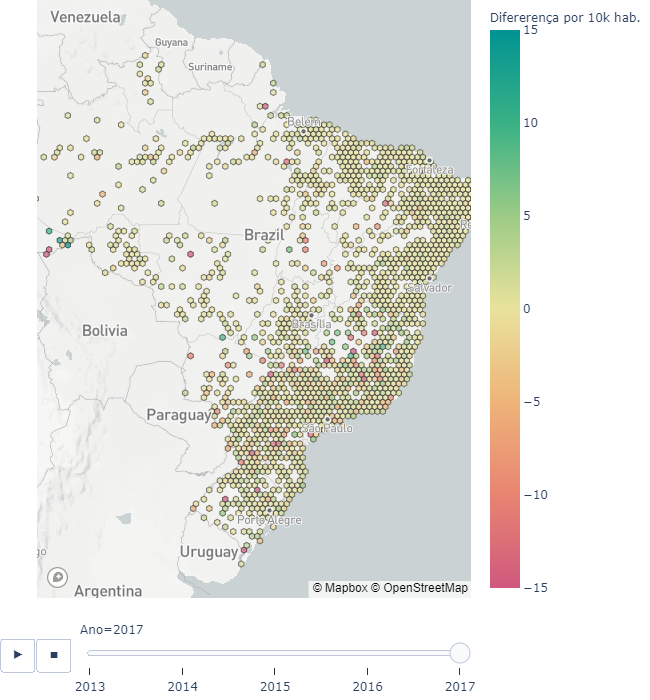 Difererença por 10k hab.
Venezuela
Guyana
Suriname
Belém
Fortaleza
Brazil
Salvador
Brasília
Bolivia
Paraguay
São Paulo
Porto Alegre
Uruguay
Argentina
© Mapbox © OpenStreetMap
15
10
5
0
−5
−10
−15
Ano=2017
2013
2014
2015
2016
2017